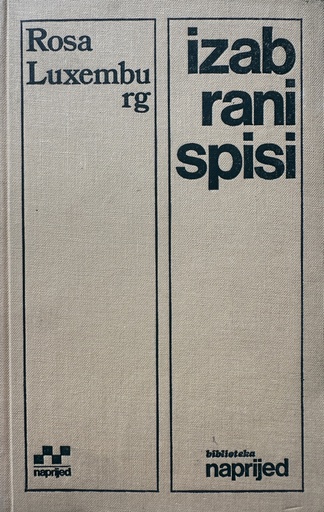 Rosa
Luxembu
rg
izab
rani
spisi
naprijed
biblioteka
naprijed